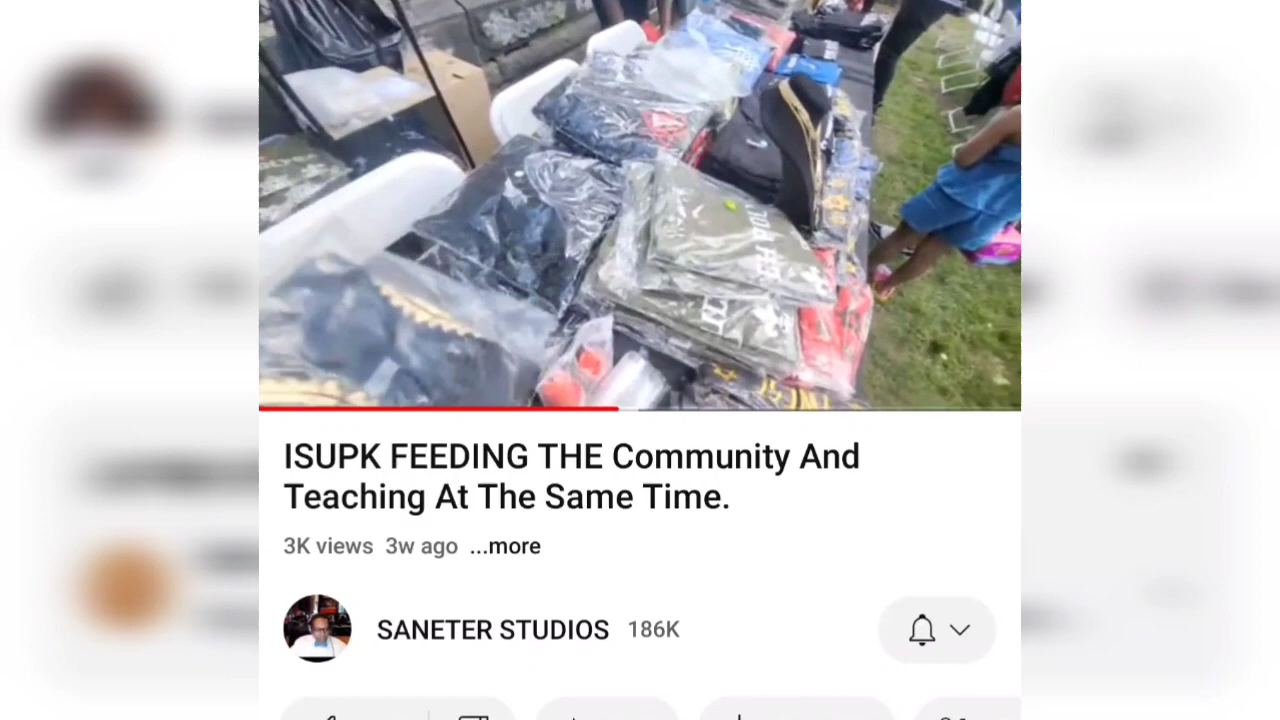 ISUPK FEEDING THE Community And
Teaching At The Same Time.
3K views 3w ago ...more
SANETER STUDIOS 186K